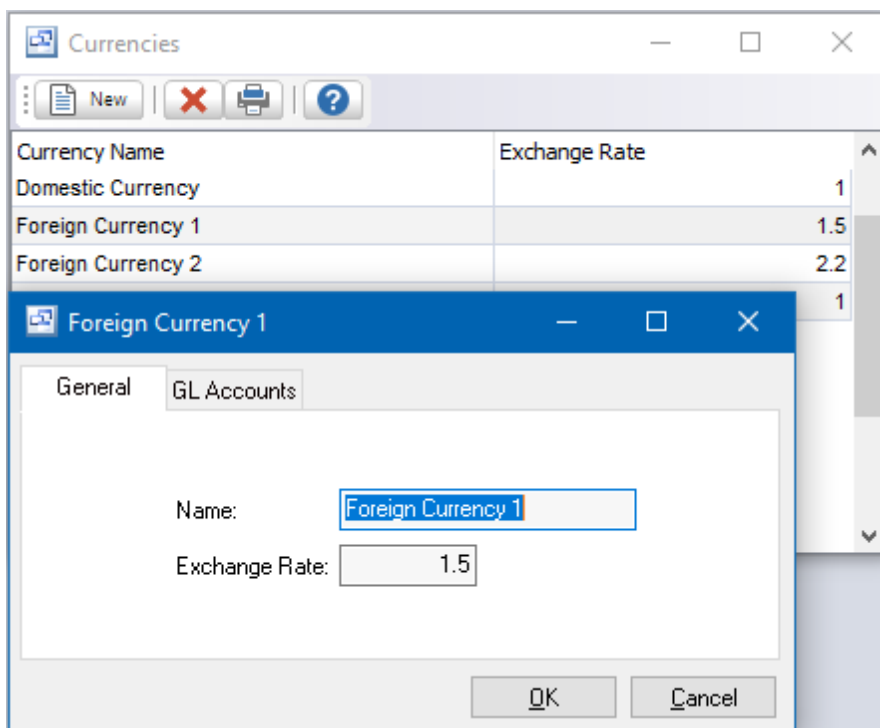 Currencies
New
Currency Name Exchange Rate
Domestic Currency 1
Foreign Currency 1 1.5
Foreign Currency 2 2.2
1
Foreign Currency 1
General GL Accounts
Name: Foreign Currency 1
Exchange Rate: 1.5
OK Cancel